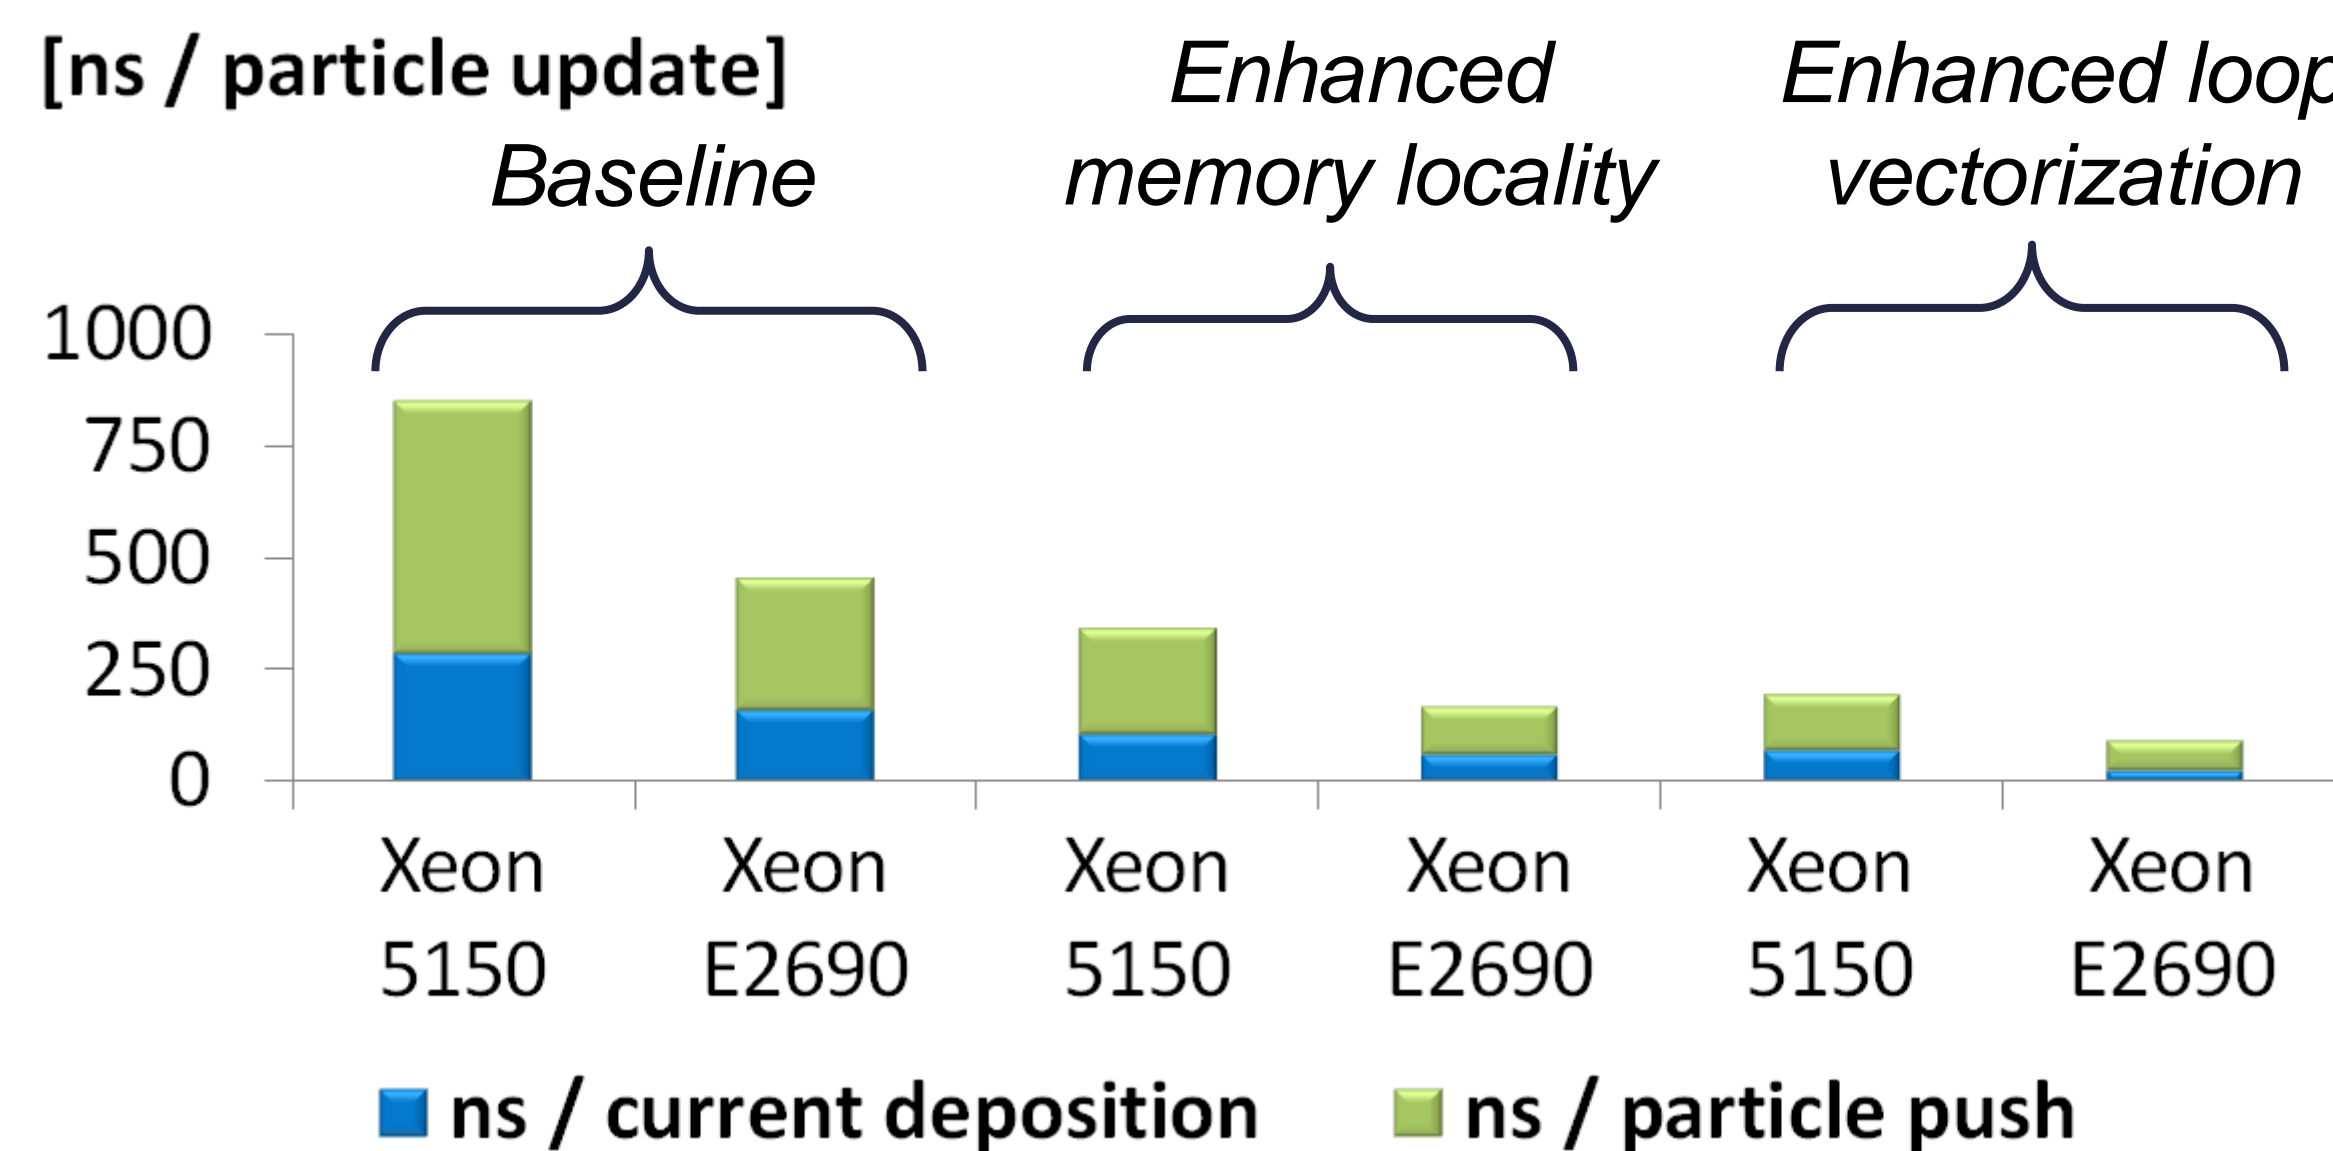 [ns / particle update]
Baseline
Enhanced
memory locality
Enhanced loop
vectorization
1000
750
500
250
0
Xeon
5150
Xeon
E2690
Xeon
5150
Xeon
E2690
Xeon
5150
Xeon
E2690
ns / current deposition
ns / particle push